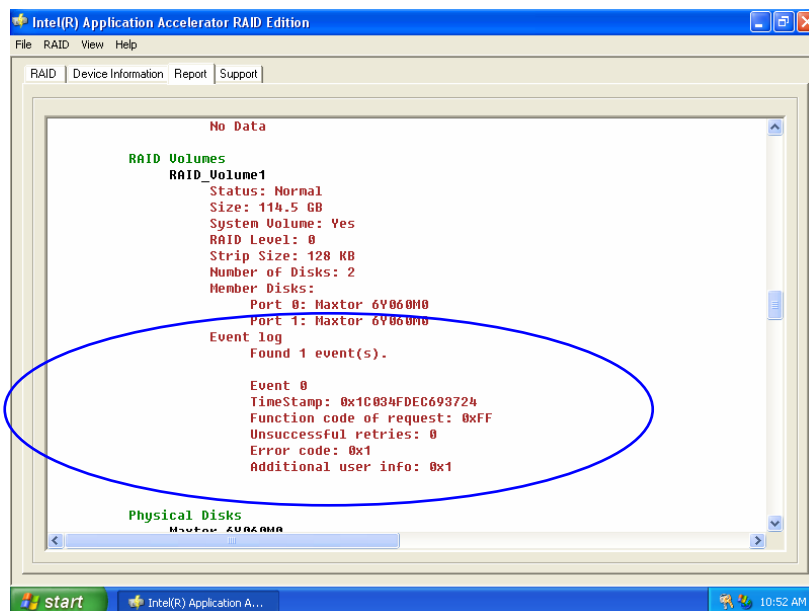 Intel(R) Application Accelerator RAID Edition
File RAID View Help
RAID Device Information Report Support
No Data
RAID Volumes
RAID_Volume1
Status: Normal
Size: 114.5 GB
System Volume: Yes
RAID Level: 0
Strip Size: 128 KB
Number of Disks: 2
Member Disks:
Port 0: Maxtor 6Y060M0
Port 1: Maxtor 6Y060M0
Event log
Found 1 event(s).
Event 0
TimeStamp: 0x1C034FDEC693724
Function code of request: 0xFF
Unsuccessful retries: 0
Error code: 0x1
Additional user info: 0x1
Physical Disks
Maxtor 6Y060M0
start Intel(R) Application A... 10:52 AM